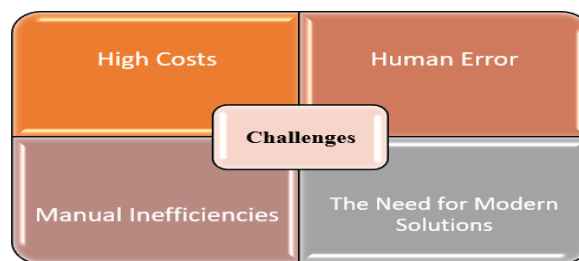 High Costs
Human Error
Challenges
Manual Inefficiencies
The Need for Modern
Solutions